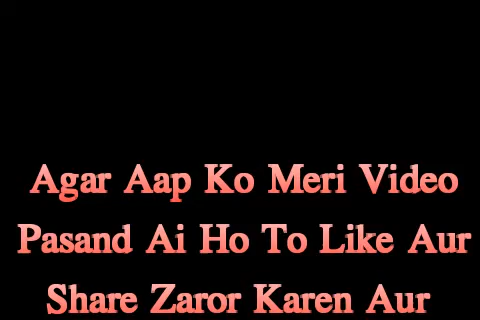 Agar Aap Ko Meri Video
Pasand Ai Ho To Like Aur
Share Zaror Karen Aur